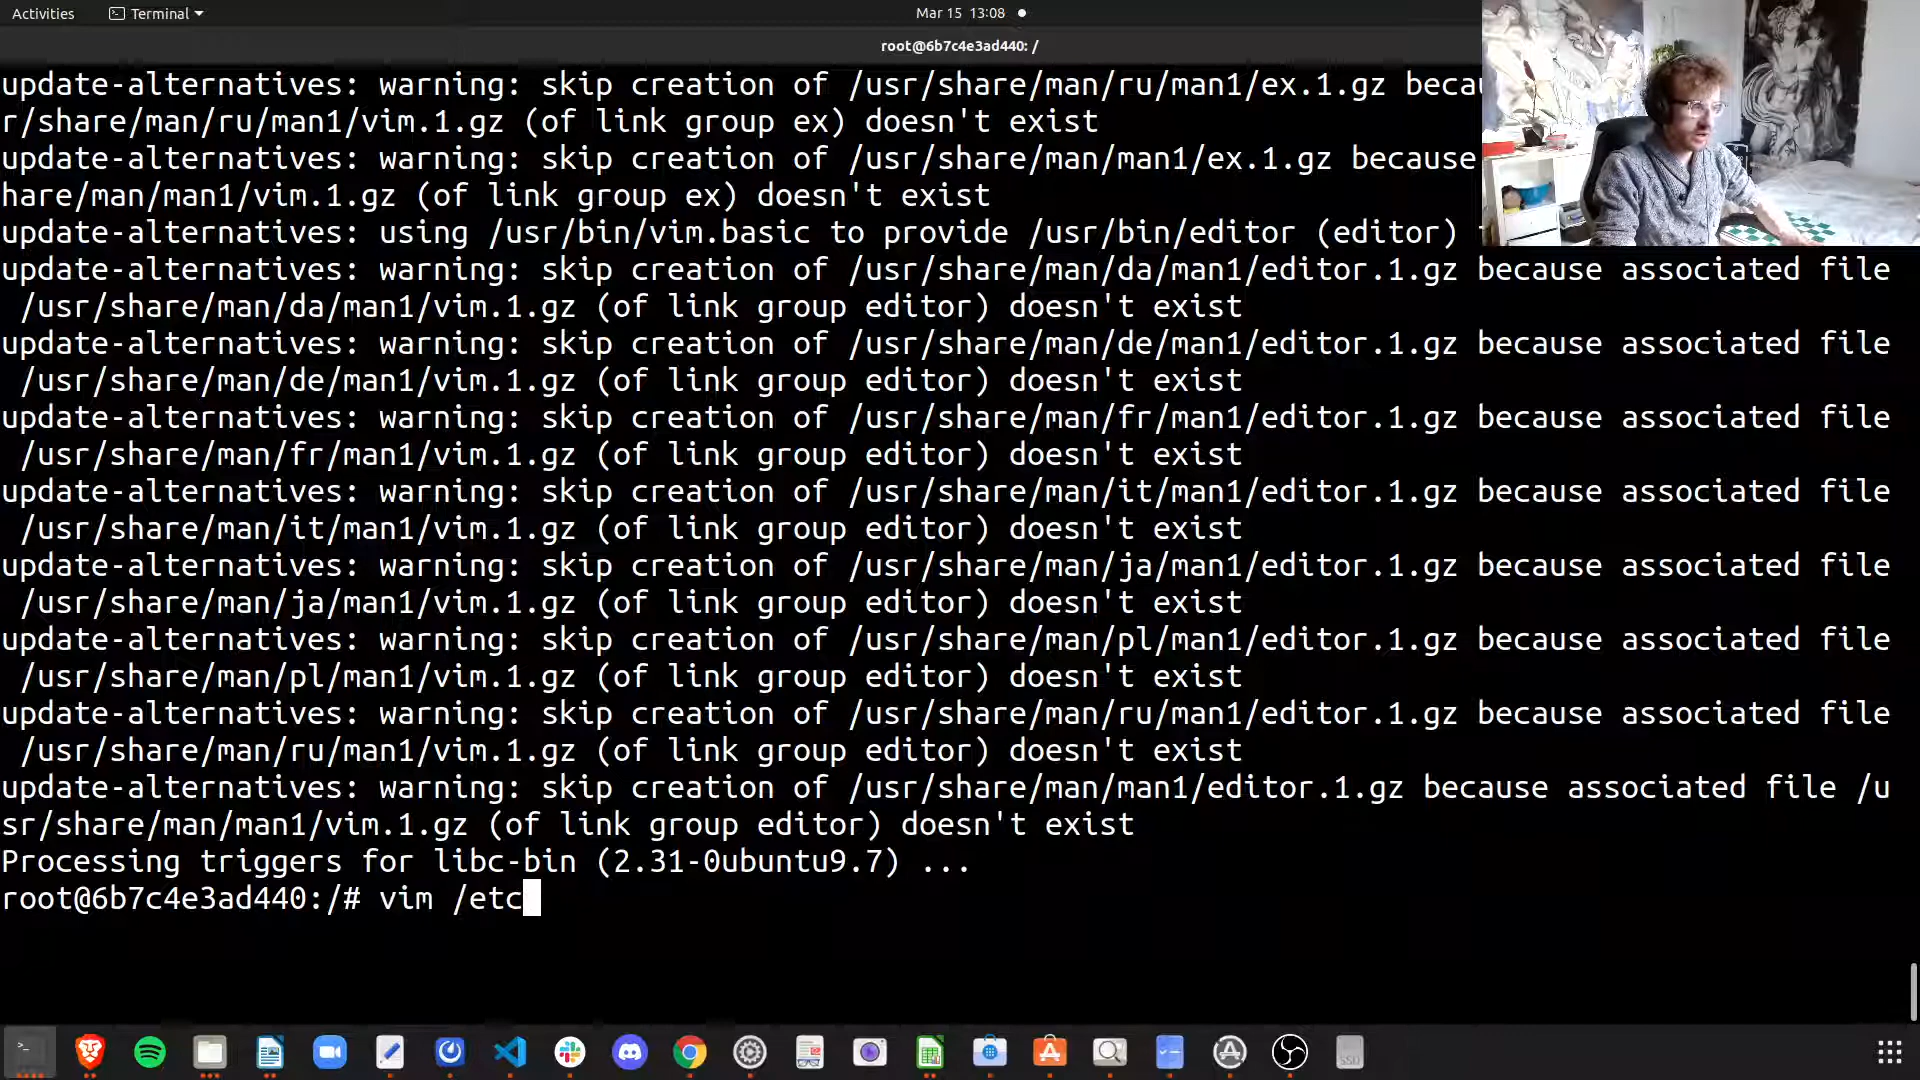 Activities Terminal Mar 15 13:08
root@6b7c4e3ad440: /
update-alternatives: warning: skip creation of /usr/share/man/ru/man1/ex.1.gz becau
r/share/man/ru/man1/vim.1.gz (of link group ex) doesn't exist
update-alternatives: warning: skip creation of /usr/share/man/man1/ex.1.gz because
hare/man/man1/vim.1.gz (of link group ex) doesn't exist
update-alternatives: using /usr/bin/vim.basic to provide /usr/bin/editor (editor)
update-alternatives: warning: skip creation of /usr/share/man/da/man1/editor.1.gz because associated file
/usr/share/man/da/man1/vim.1.gz (of link group editor) doesn't exist
update-alternatives: warning: skip creation of /usr/share/man/de/man1/editor.1.gz because associated file
/usr/share/man/de/man1/vim.1.gz (of link group editor) doesn't exist
update-alternatives: warning: skip creation of /usr/share/man/fr/man1/editor.1.gz because associated file
/usr/share/man/fr/man1/vim.1.gz (of link group editor) doesn't exist
update-alternatives: warning: skip creation of /usr/share/man/it/man1/editor.1.gz because associated file
/usr/share/man/it/man1/vim.1.gz (of link group editor) doesn't exist
update-alternatives: warning: skip creation of /usr/share/man/ja/man1/editor.1.gz because associated file
/usr/share/man/ja/man1/vim.1.gz (of link group editor) doesn't exist
update-alternatives: warning: skip creation of /usr/share/man/pl/man1/editor.1.gz because associated file
/usr/share/man/pl/man1/vim.1.gz (of link group editor) doesn't exist
update-alternatives: warning: skip creation of /usr/share/man/ru/man1/editor.1.gz because associated file
/usr/share/man/ru/man1/vim.1.gz (of link group editor) doesn't exist
update-alternatives: warning: skip creation of /usr/share/man/man1/editor.1.gz because associated file /u
sr/share/man/man1/vim.1.gz (of link group editor) doesn't exist
Processing triggers for libc-bin (2.31-0ubuntu9.7) ...
root@6b7c4e3ad440:/# vim /etc
SSD